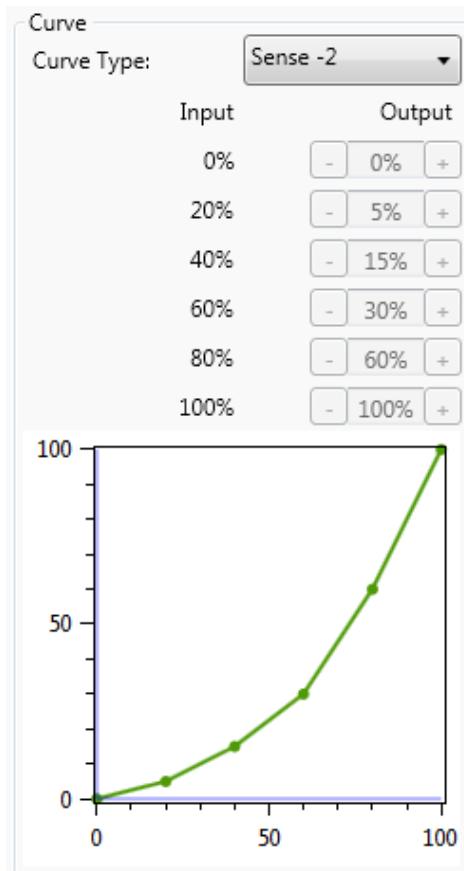 Curve
Curve Type: Sense -2
Input Output
0% - 0% +
20% - 5% +
40% - 15% +
60% - 30% +
80% - 60% +
100% - 100% +
100
50
0
0 50 100